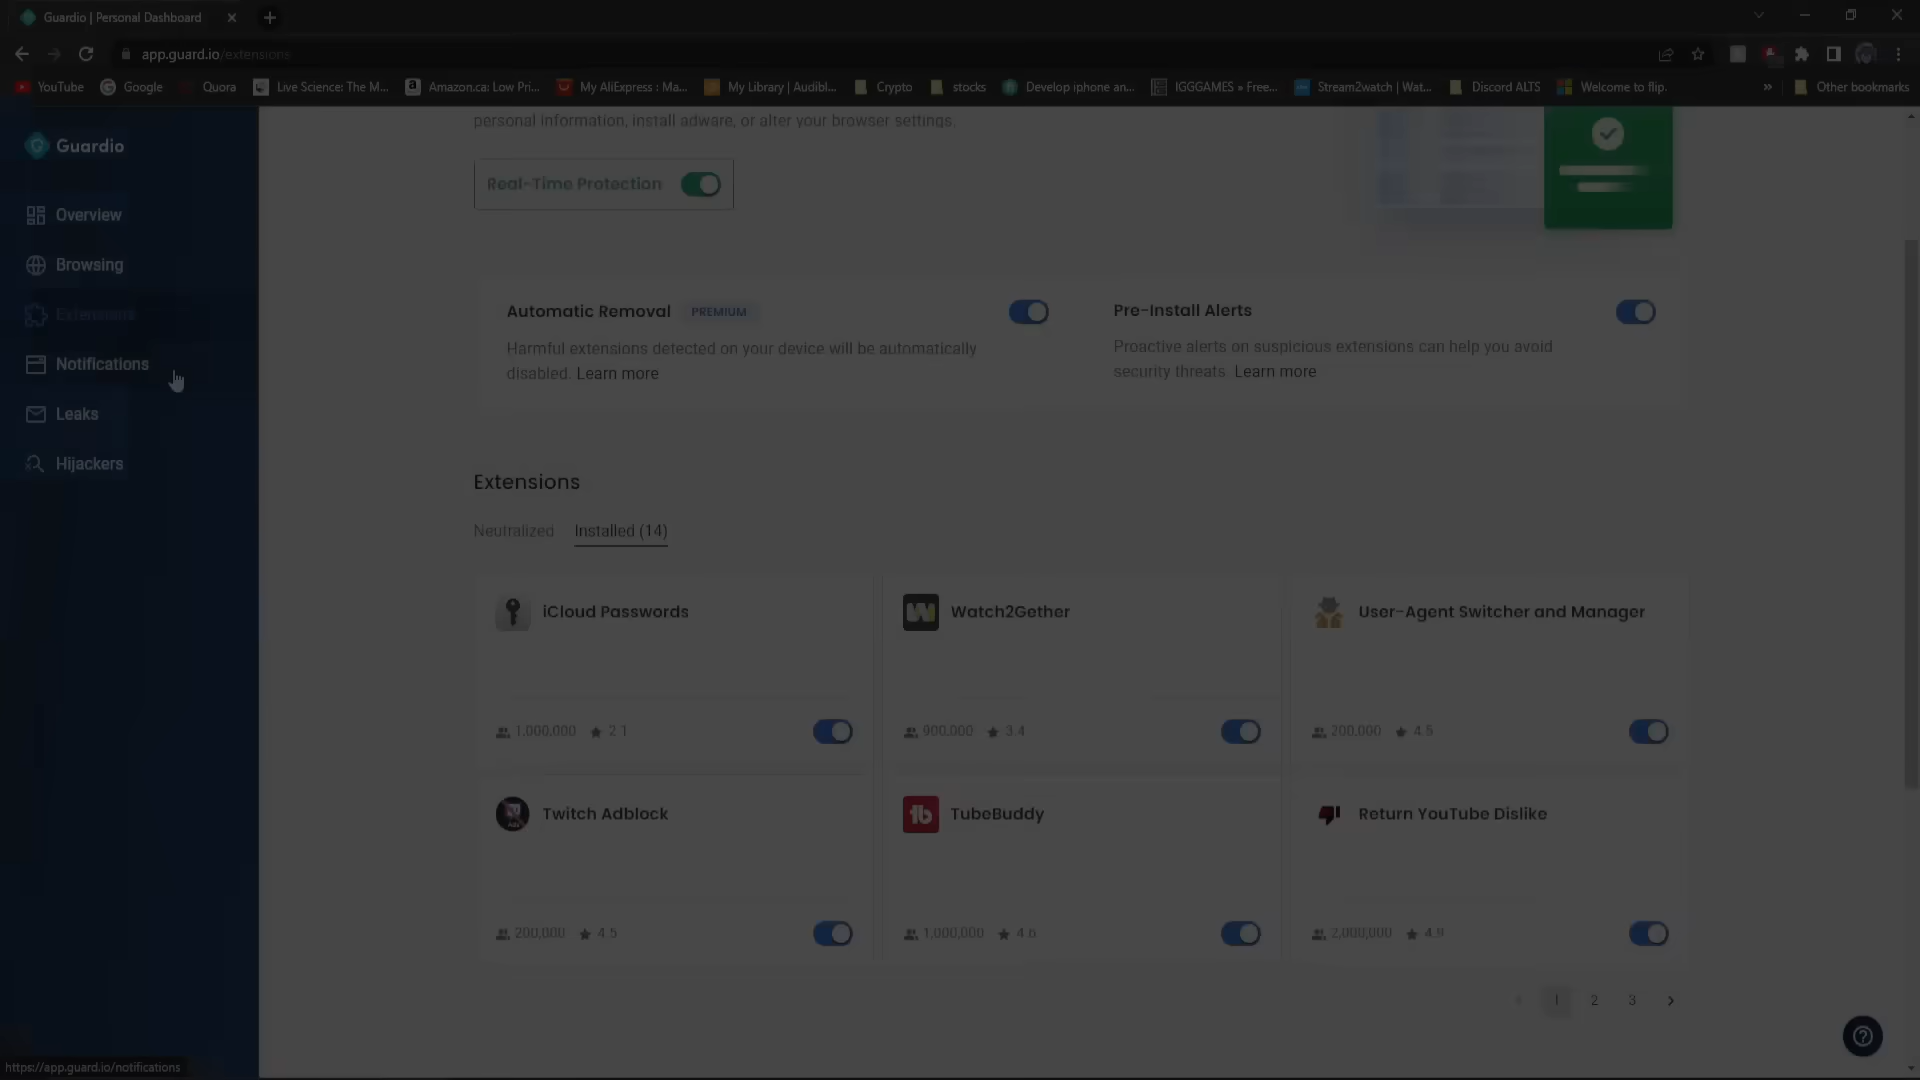 Guardio | Personal Dashboard
app.guard.io/extensions
YouTube
Google
Quora
Live Science: The M...
Amazon.ca: Low Pri...
My AliExpress : Ma...
My Library | Audibl...
Crypto
stocks
Develop iphone an...
IGGGAMES » Free...
Stream2watch | Wat...
Discord ALTS
Welcome to flip.
»
Other bookmarks
Guardio
personal information, install adware, or alter your browser settings.
Real-Time Protection
Overview
Browsing
Extensions
Notifications
Leaks
Hijackers
Automatic Removal PREMIUM
Harmful extensions detected on your device will be automatically
disabled. Learn more
Pre-Install Alerts
Proactive alerts on suspicious extensions can help you avoid
security threats. Learn more
Extensions
Neutralized Installed (14)
iCloud Passwords
1,000,000 2.1
Watch2Gether
900,000 3.4
User-Agent Switcher and Manager
200,000 4.5
Twitch Adblock
200,000 4.5
TubeBuddy
1,000,000 4.6
Return YouTube Dislike
2,000,000 4.9
1 2 3
https://app.guard.io/notifications